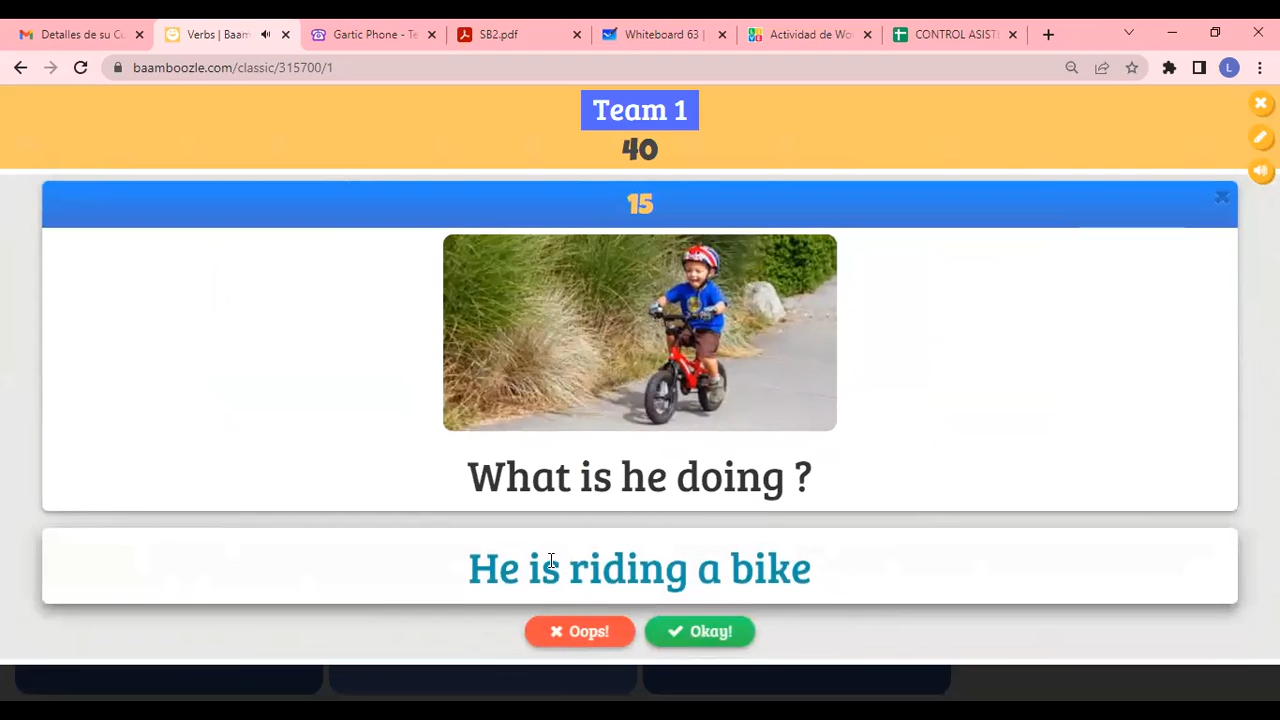 Detalles de su Cu
Verbs | Baam
Gartic Phone - Te
SB2.pdf
Whiteboard 63 |
Actividad de Wo
CONTROL ASIST
baamboozle.com/classic/315700/1
L
Team 1
40
15
What is he doing ?
He is riding a bike
Oops!
Okay!